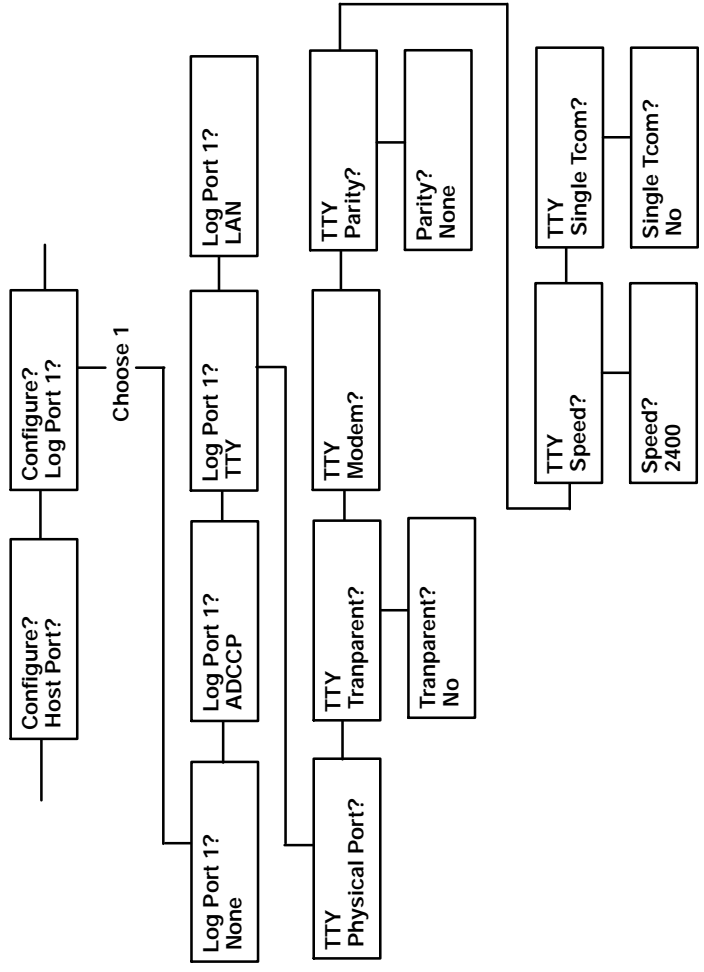 Configure?
Host Port?
Configure?
Log Port 1?
Choose 1
Log Port 1?
None
Log Port 1?
ADCCP
Log Port 1?
TTY
Log Port 1?
LAN
TTY
Physical Port?
TTY
Tranparent?
TTY
Modem?
TTY
Parity?
Tranparent?
No
Parity?
None
TTY
Speed?
TTY
Single Tcom?
Speed?
2400
Single Tcom?
No